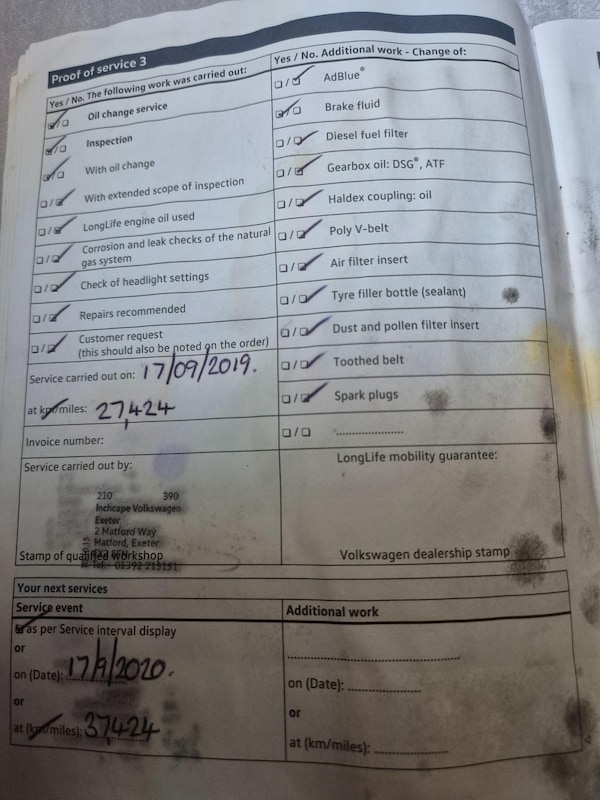 Proof of service 3
Yes / No. The following work was carried out:
Oil change service
Inspection
With oil change
With extended scope of inspection
LongLife engine oil used
Corrosion and leak checks of the natural
gas system
Check of headlight settings
Repairs recommended
Customer request
(this should also be noted on the order)
Service carried out on: 17/09/2019.
at km/miles: 27,424
Invoice number:
Service carried out by:
210 390
Inchcape Volkswagen
Exeter
2 Matford Way
Matford, Exeter
Tel: 01392 215151
Stamp of qualified workshop
Yes / No. Additional work - Change of:
AdBlue®
Brake fluid
Diesel fuel filter
Gearbox oil: DSG®, ATF
Haldex coupling: oil
Poly V-belt
Air filter insert
Tyre filler bottle (sealant)
Dust and pollen filter insert
Toothed belt
Spark plugs
....................
LongLife mobility guarantee:
Volkswagen dealership stamp
Your next services
Service event
as per Service interval display
or
on (Date): 17/9/2020.
or
at (km/miles): 37,424
Additional work
........................................
on (Date): ....................
or
at (km/miles): ....................